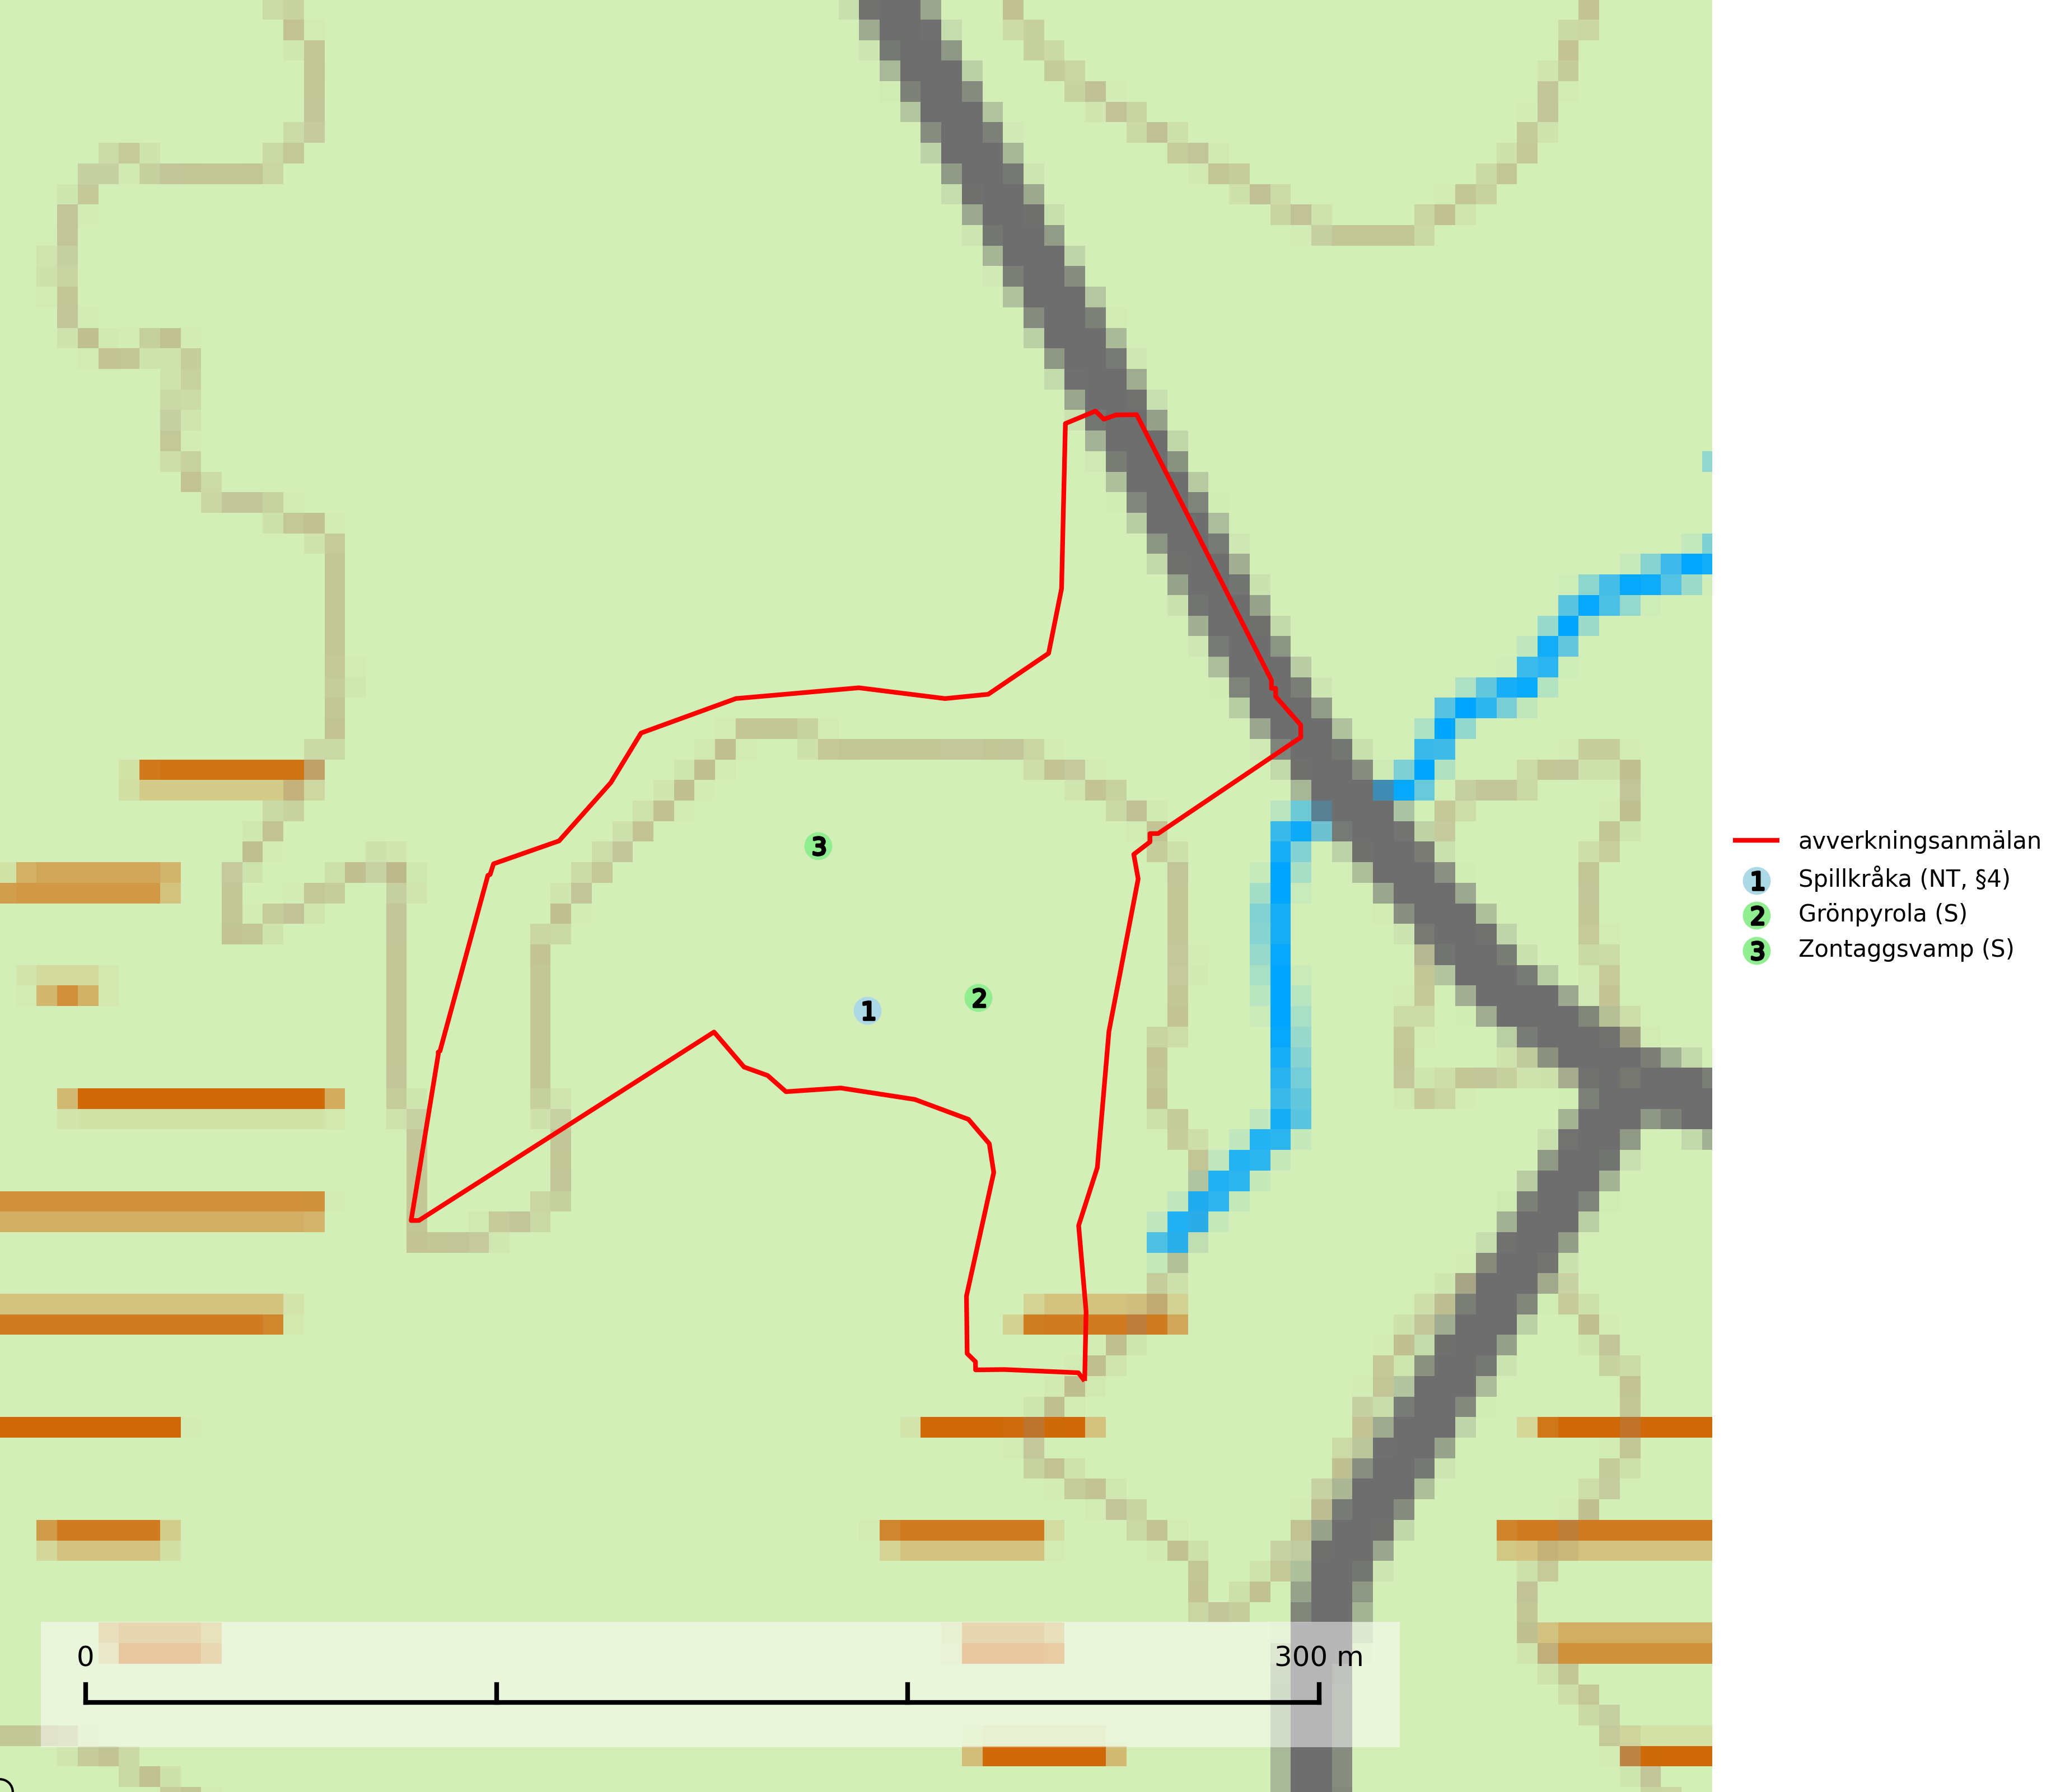 3
2
1
avverkningsanmälan
1 Spillkråka (NT, §4)
2 Grönpyrola (S)
3 Zontaggsvamp (S)
0 300 m